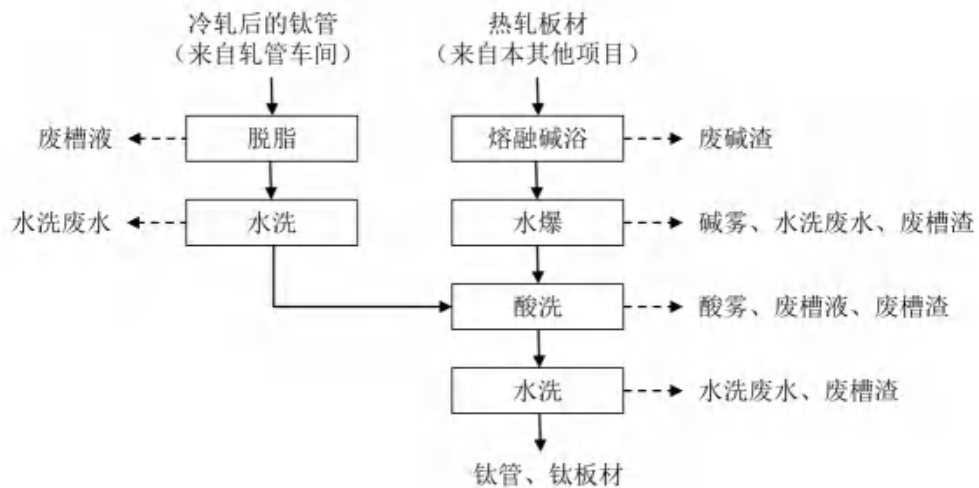 冷轧后的钛管
（来自轧管车间）
热轧板材
（来自本其他项目）
废槽液
脱脂
熔融碱浴
废碱渣
水洗废水
水洗
水爆
碱雾、水洗废水、废槽渣
酸洗
酸雾、废槽液、废槽渣
水洗
水洗废水、废槽渣
钛管、钛板材